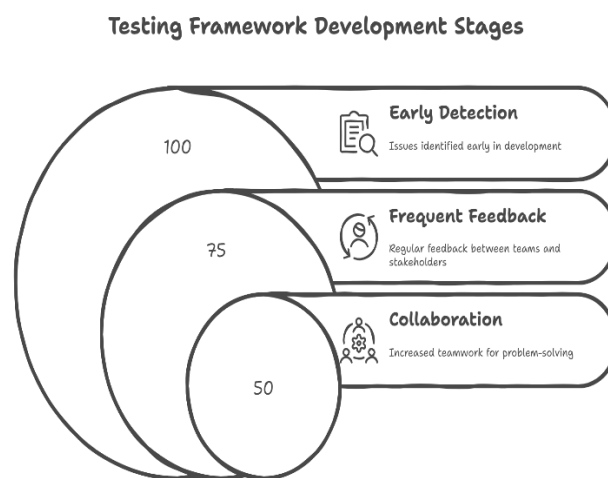 Testing Framework Development Stages
100
Early Detection
Issues identified early in development
75
Frequent Feedback
Regular feedback between teams and
stakeholders
50
Collaboration
Increased teamwork for problem-solving